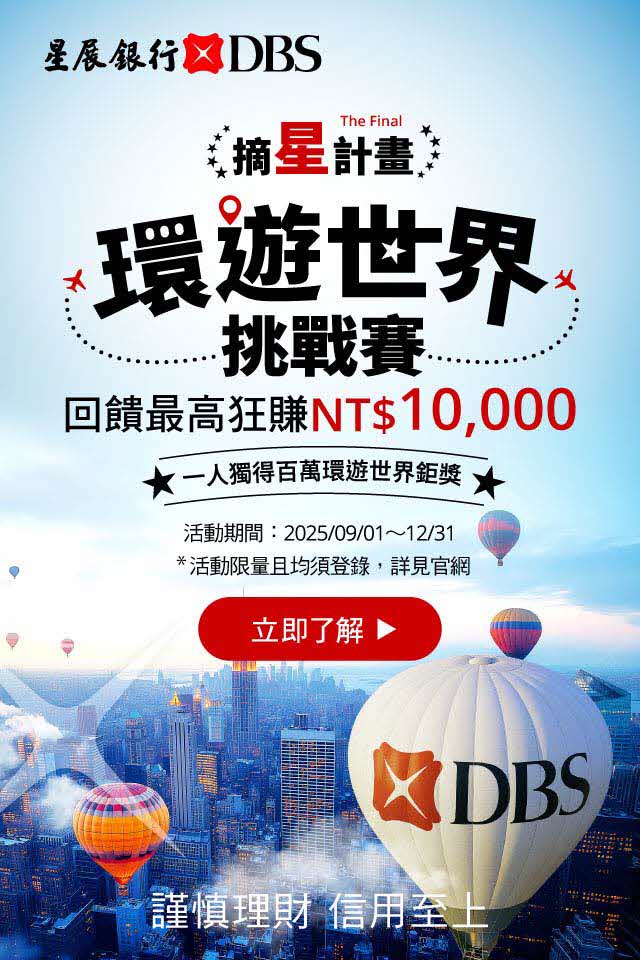 星展銀行 DBS
The Final
摘星計畫
環遊世界
挑戰賽
回饋最高狂賺NT$10,000
一人獨得百萬環遊世界鉅獎
活動期間：2025/09/01～12/31
*活動限量且均須登錄，詳見官網
立即了解 ▶
DBS
謹慎理財 信用至上